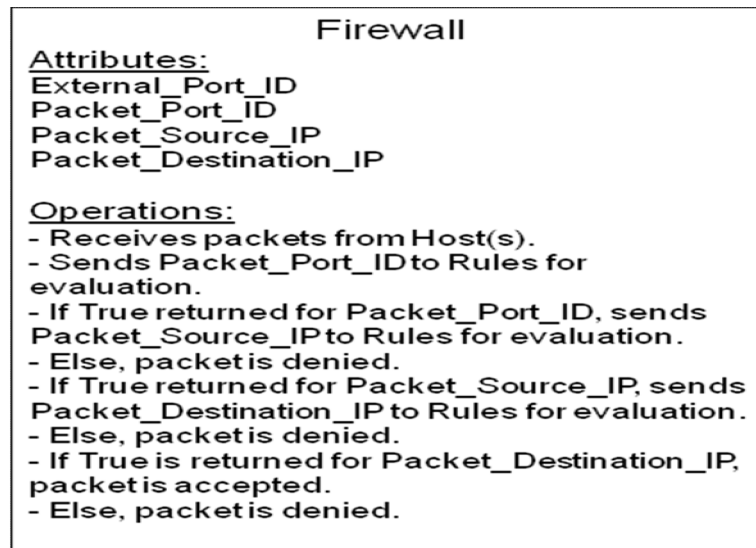 Firewall
Attributes:
External_Port_ID
Packet_Port_ID
Packet_Source_IP
Packet_Destination_IP
Operations:
- Receives packets from Host(s).
- Sends Packet_Port_ID to Rules for
evaluation.
- If True returned for Packet_Port_ID, sends
Packet_Source_IP to Rules for evaluation.
- Else, packet is denied.
- If True returned for Packet_Source_IP, sends
Packet_Destination_IP to Rules for evaluation.
- Else, packet is denied.
- If True is returned for Packet_Destination_IP,
packet is accepted.
- Else, packet is denied.